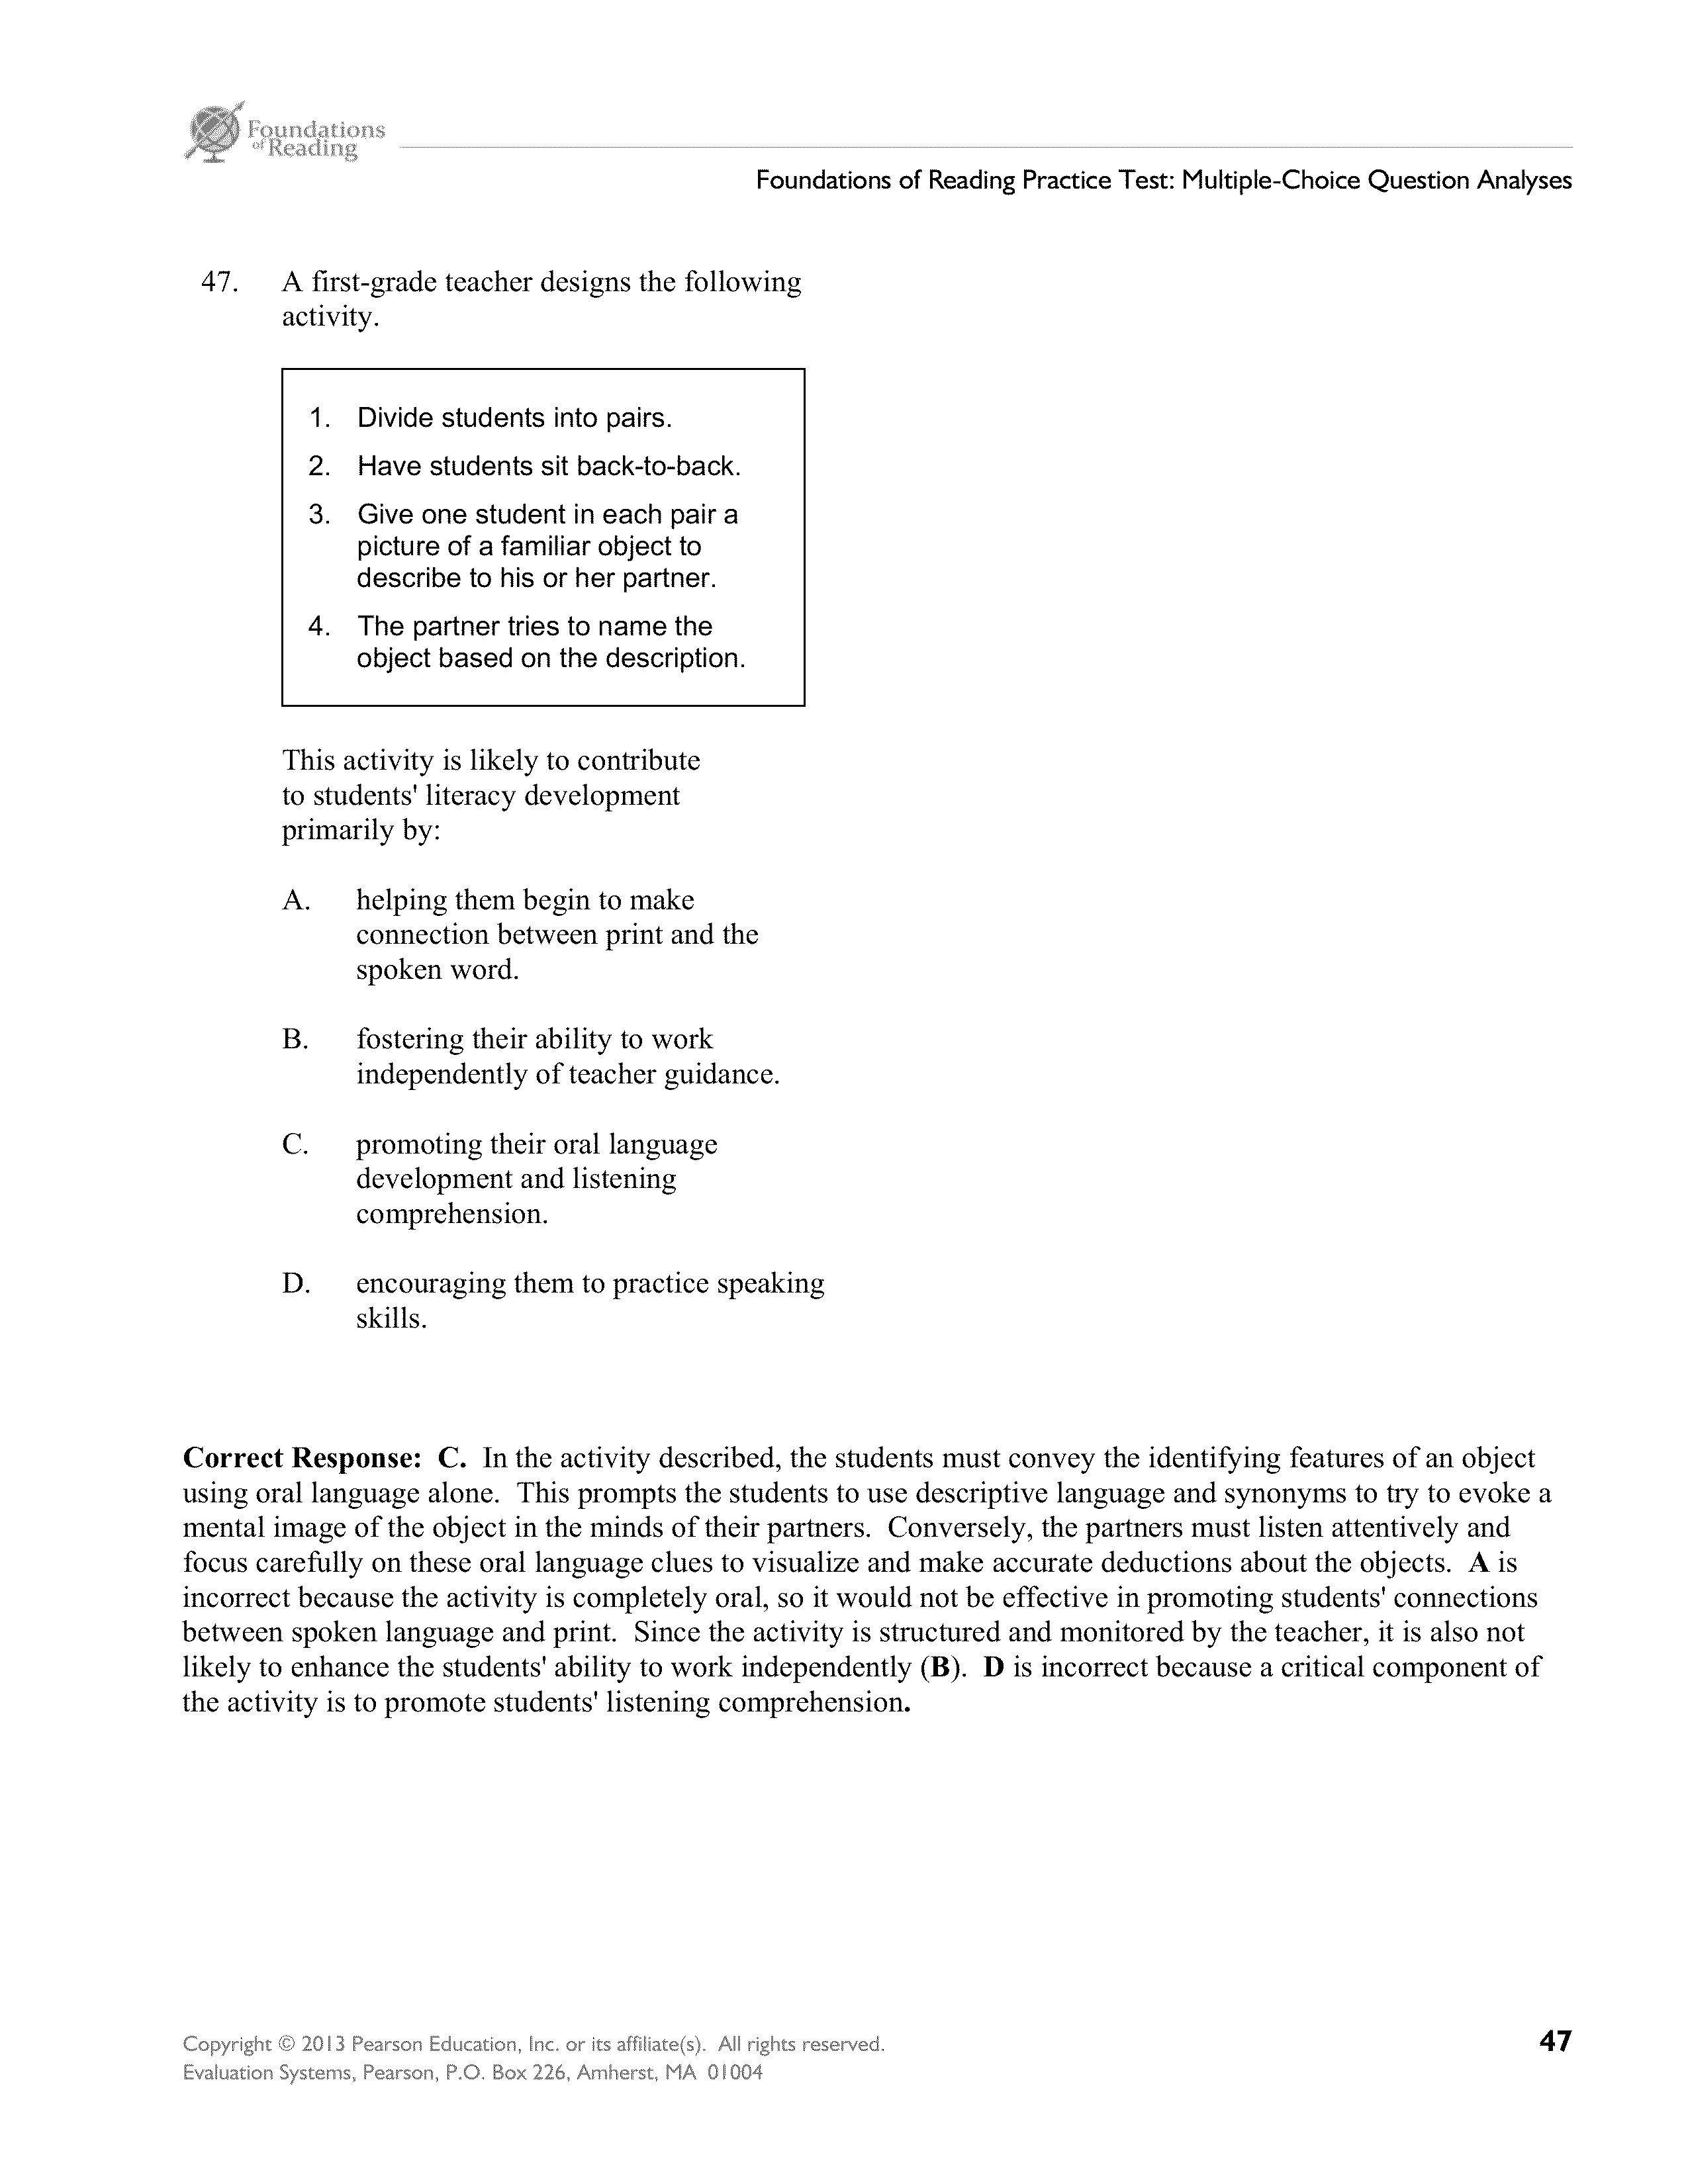 Foundations
of Reading
Foundations of Reading Practice Test: Multiple-Choice Question Analyses
47. A first-grade teacher designs the following
activity.
1. Divide students into pairs.
2. Have students sit back-to-back.
3. Give one student in each pair a
picture of a familiar object to
describe to his or her partner.
4. The partner tries to name the
object based on the description.
This activity is likely to contribute
to students' literacy development
primarily by:
A. helping them begin to make
connection between print and the
spoken word.
B. fostering their ability to work
independently of teacher guidance.
C. promoting their oral language
development and listening
comprehension.
D. encouraging them to practice speaking
skills.
Correct Response: C. In the activity described, the students must convey the identifying features of an object
using oral language alone. This prompts the students to use descriptive language and synonyms to try to evoke a
mental image of the object in the minds of their partners. Conversely, the partners must listen attentively and
focus carefully on these oral language clues to visualize and make accurate deductions about the objects. A is
incorrect because the activity is completely oral, so it would not be effective in promoting students' connections
between spoken language and print. Since the activity is structured and monitored by the teacher, it is also not
likely to enhance the students' ability to work independently (B). D is incorrect because a critical component of
the activity is to promote students' listening comprehension.
Copyright © 2013 Pearson Education, Inc. or its affiliate(s). All rights reserved.
Evaluation Systems, Pearson, P.O. Box 226, Amherst, MA 01004
47